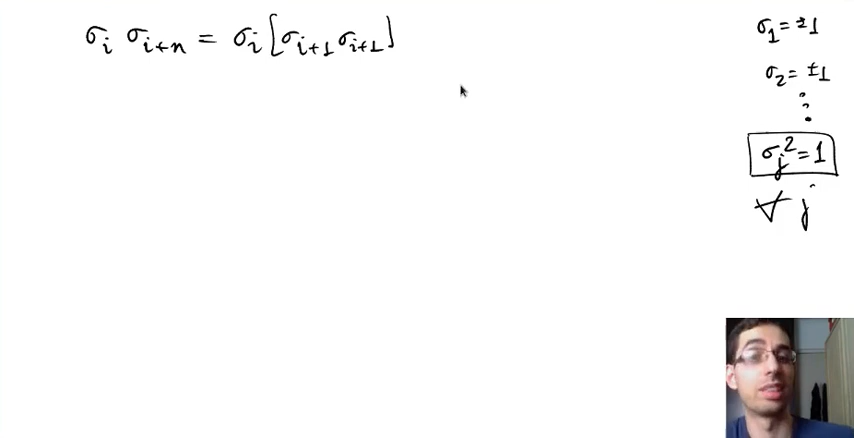 σ_i σ_{i+n} = σ_i [σ_{i+1} σ_{i+1}]
σ_1 = ±1
σ_2 = ±1
⋮
σ_j^2 = 1
∀ j